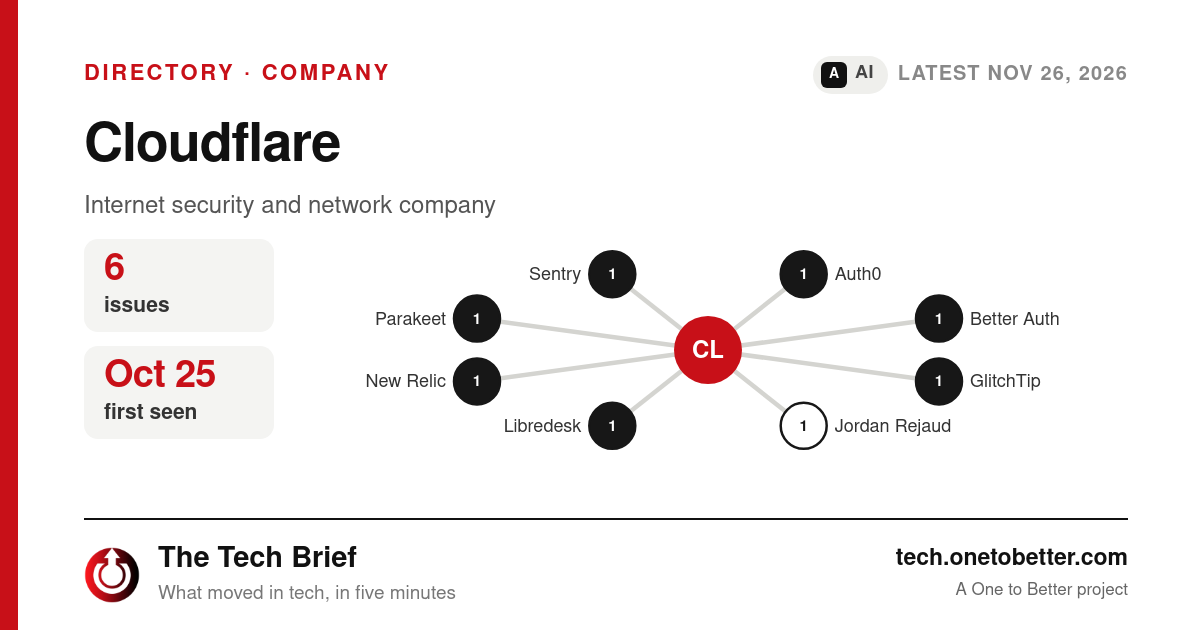 DIRECTORY · COMPANY
A AI LATEST NOV 26, 2026
Cloudflare
Internet security and network company
6
issues
Oct 25
first seen
Sentry 1
1 Auth0
Parakeet 1
1 Better Auth
CL
New Relic 1
1 GlitchTip
Libredesk 1
1 Jordan Rejaud
The Tech Brief
What moved in tech, in five minutes
tech.onetobetter.com
A One to Better project